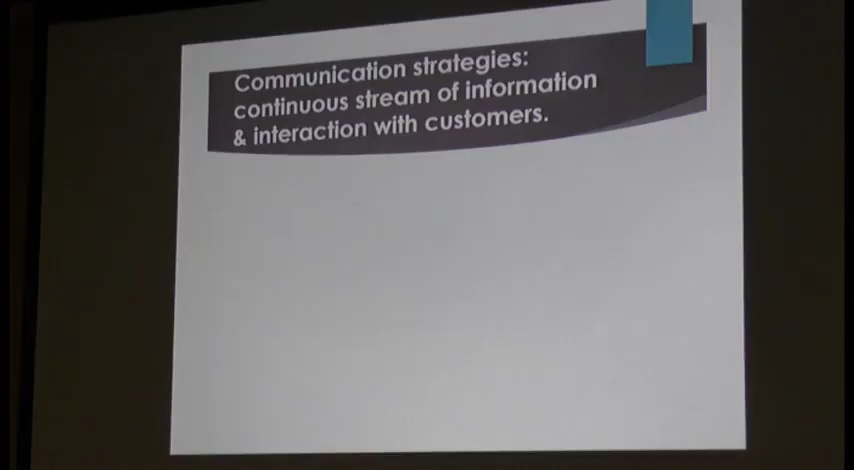 Communication strategies:
continuous stream of information
& interaction with customers.